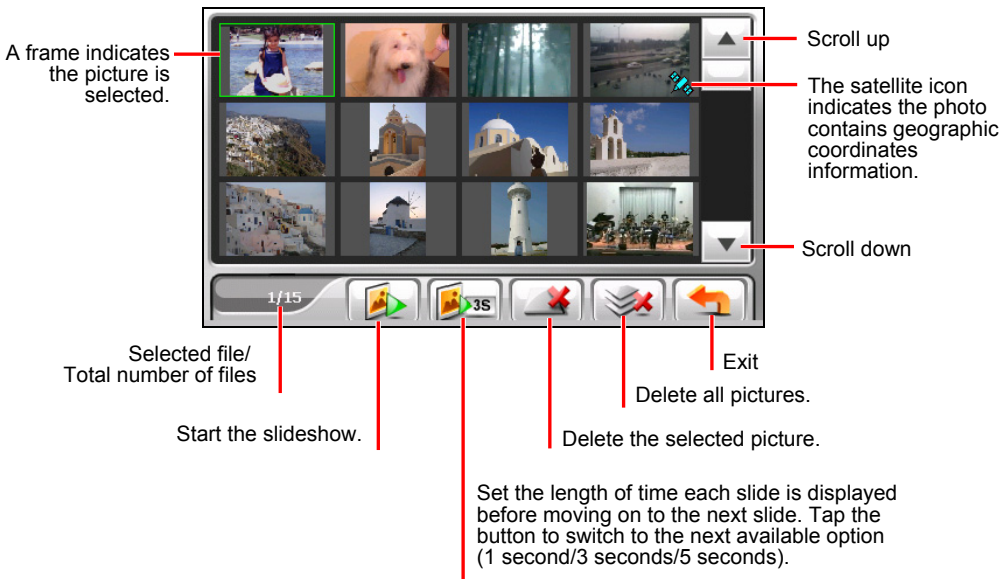 A frame indicates
the picture is
selected.
Scroll up
The satellite icon
indicates the photo
contains geographic
coordinates
information.
Scroll down
1/15
3S
Selected file/
Total number of files
Exit
Delete all pictures.
Start the slideshow.
Delete the selected picture.
Set the length of time each slide is displayed
before moving on to the next slide. Tap the
button to switch to the next available option
(1 second/3 seconds/5 seconds).